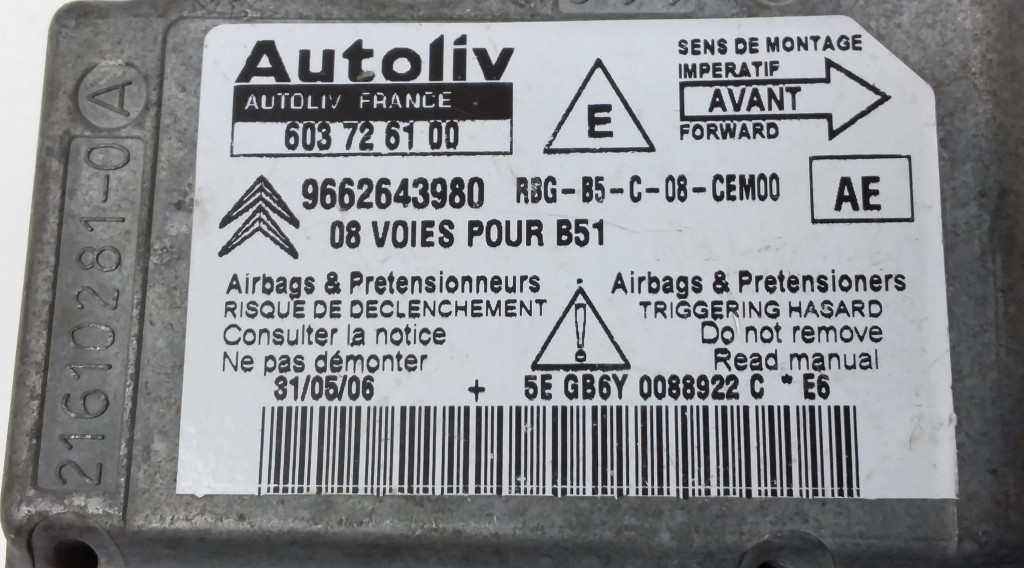 Autoliv
AUTOLIV FRANCE
603 72 61 00
E
SENS DE MONTAGE
IMPERATIF
AVANT
FORWARD
9662643980 RBG-B5-C-08-CEM00
AE
08 VOIES POUR B51
Airbags & Pretensionneurs
RISQUE DE DECLENCHEMENT
Consulter la notice
Ne pas démonter
!
Airbags & Pretensioners
TRIGGERING HASARD
Do not remove
Read manual
31/05/06 + 5E GB6Y 0088922 C * E6
21610281-0 A